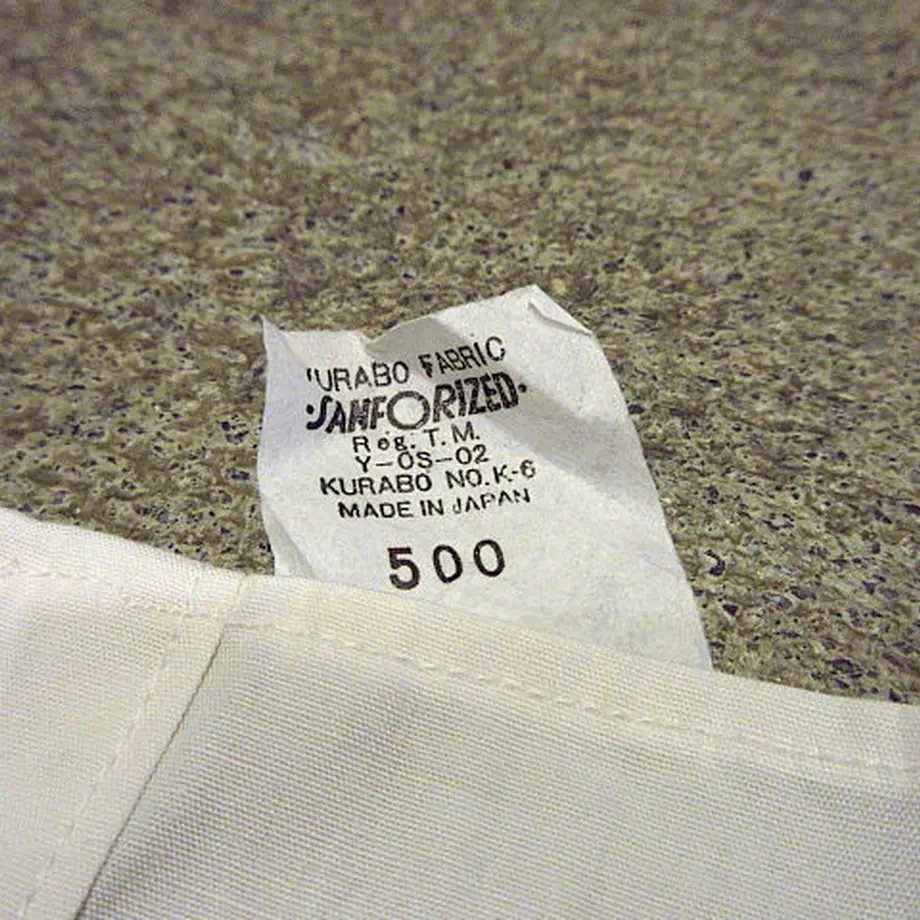 URABO FABRIC
·SANFORIZED·
Reg. T. M.
Y-OS-02
KURABO NO.K-6
MADE IN JAPAN
500